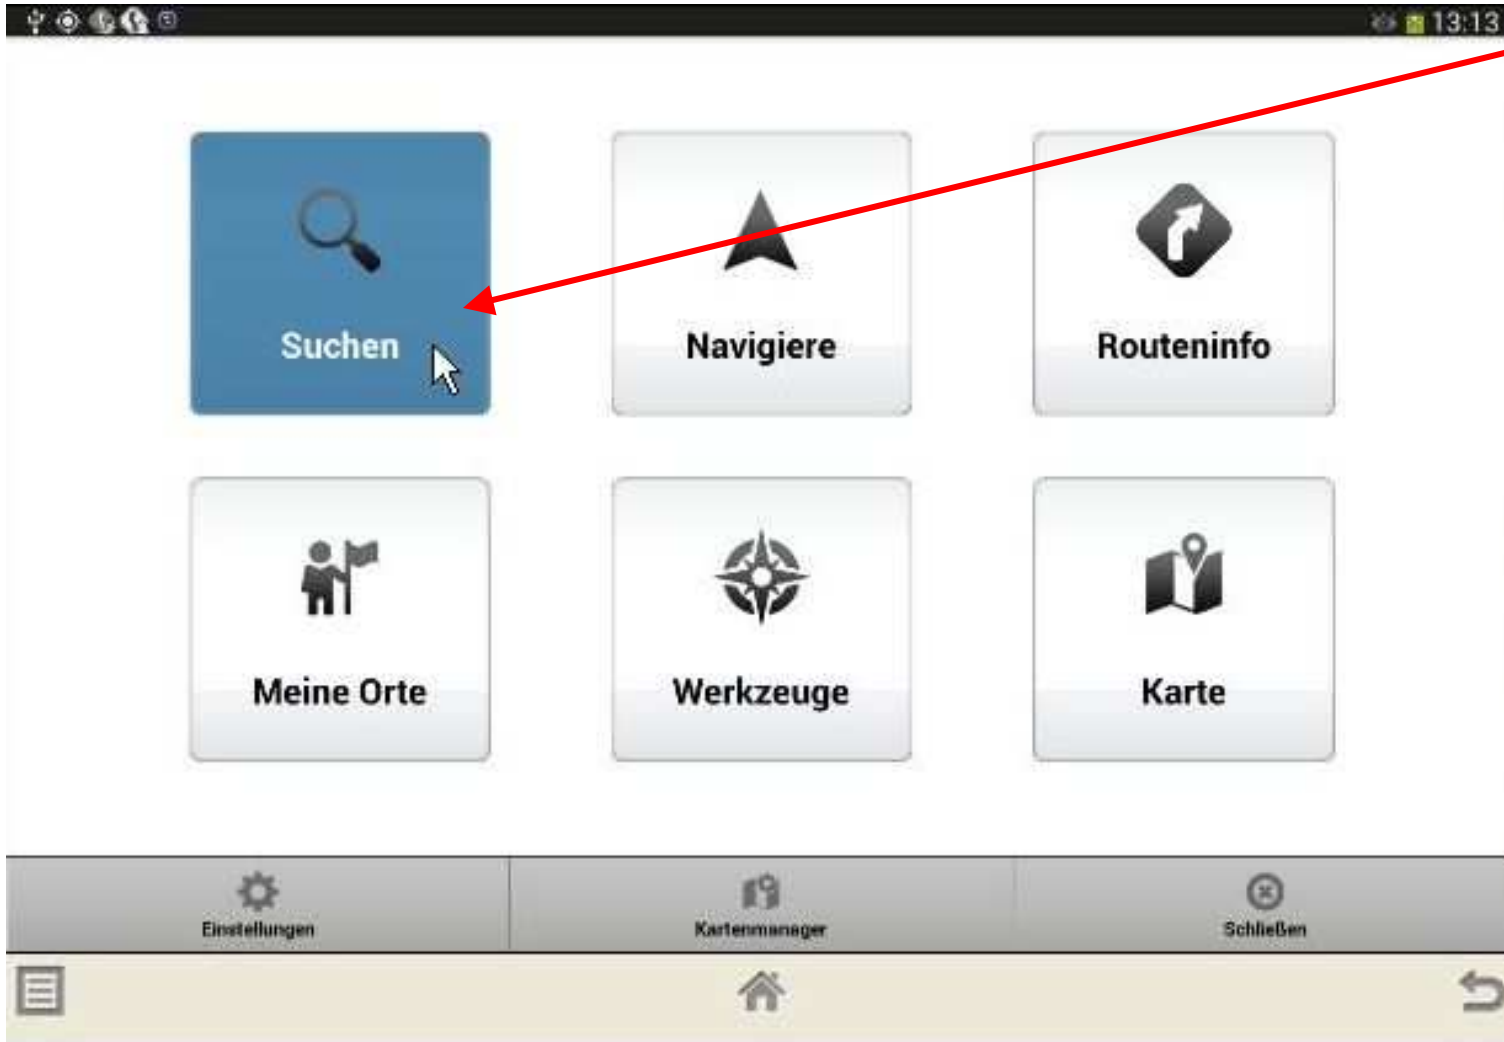 13:13
Suchen
Navigiere
Routeninfo
Meine Orte
Werkzeuge
Karte
Einstellungen
Kartenmanager
Schließen